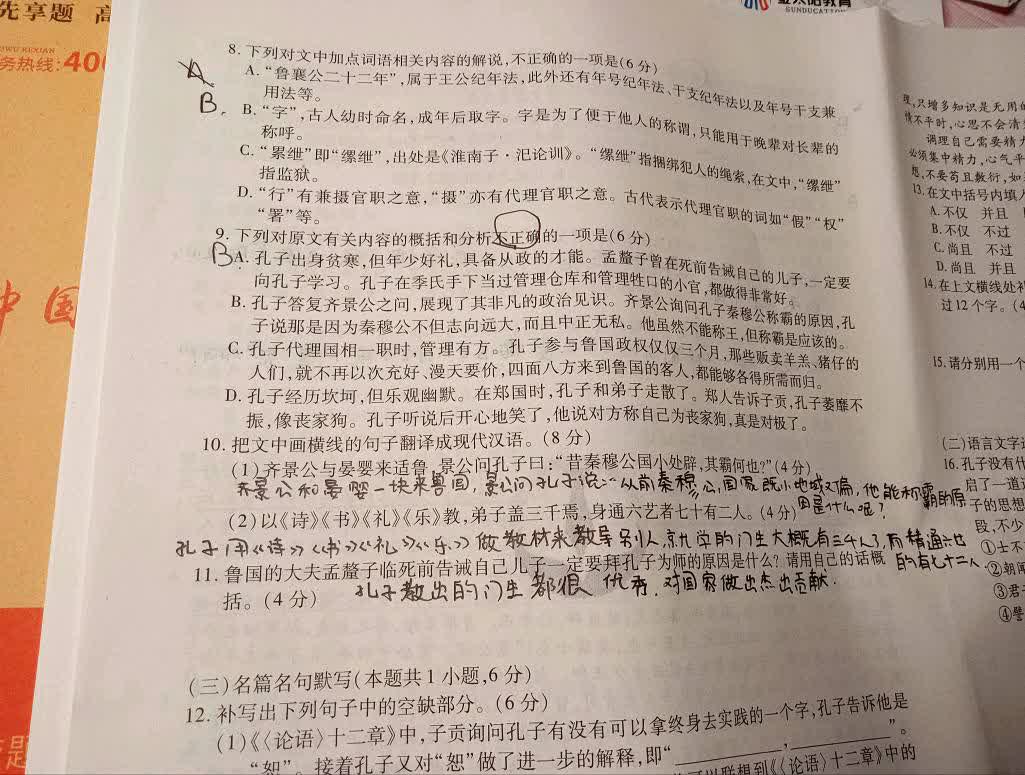 先享题 高
务热线:400
中国
SUNDUCATION
8. 下列对文中加点词语相关内容的解说,不正确的一项是(6分)
A
B.
A.“鲁襄公二十二年”,属于王公纪年法,此外还有年号纪年法、干支纪年法以及年号干支兼
用法等。
B.“字”,古人幼时命名,成年后取字。字是为了便于他人的称谓,只能用于晚辈对长辈的
称呼。
C.“累绁”即“缧绁”,出处是《淮南子·汜论训》。“缧绁”指捆绑犯人的绳索,在文中,“缧绁”
指监狱。
D.“行”有兼摄官职之意,“摄”亦有代理官职之意。古代表示代理官职的词如“假”“权”
“署”等。
9. 下列对原文有关内容的概括和分析不正确的一项是(6分)
B
A. 孔子出身贫寒,但年少好礼,具备从政的才能。孟釐子曾在死前告诫自己的儿子,一定要
向孔子学习。孔子在季氏手下当过管理仓库和管理牲口的小官,都做得非常好。
B. 孔子答复齐景公之问,展现了其非凡的政治见识。齐景公询问孔子秦穆公称霸的原因,孔
子说那是因为秦穆公不但志向远大,而且中正无私。他虽然不能称王,但称霸是应该的。
C. 孔子代理国相一职时,管理有方。孔子参与鲁国政权仅仅三个月,那些贩卖羊羔、猪仔的
人们,就不再以次充好、漫天要价,四面八方来到鲁国的客人,都能够各得所需而归。
D. 孔子经历坎坷,但乐观幽默。在郑国时,孔子和弟子走散了。郑人告诉子贡,孔子萎靡不
振,像丧家狗。孔子听说后开心地笑了,他说对方称自己为丧家狗,真是对极了。
10. 把文中画横线的句子翻译成现代汉语。(8分)
(1)齐景公与晏婴来适鲁,景公问孔子曰:“昔秦穆公国小处辟,其霸何也?”(4分)
齐景公和晏婴一块来鲁国,景公问孔子说:“从前秦穆公,国家既小地域又偏,他能称霸的原
因是什么呢?
(2)以《诗》《书》《礼》《乐》教,弟子盖三千焉,身通六艺者七十有二人。(4分)
孔子用《诗》《书》《礼》《乐》做教材来教导别人,就学的门生大概有三千人,而精通六艺
的有七十二人
11. 鲁国的大夫孟釐子临死前告诫自己儿子一定要拜孔子为师的原因是什么?请用自己的话概
括。(4分)
孔子教出的门生都很优秀,对国家做出杰出贡献.
(三)名篇名句默写(本题共1小题,6分)
12. 补写出下列句子中的空缺部分。(6分)
(1)《〈论语〉十二章》中,子贡询问孔子有没有可以拿终身去实践的一个字,孔子告诉他是
“恕”。接着孔子又对“恕”做了进一步的解释,即“________,________”。
可以联想到《〈论语〉十二章》中的
理,只增多知识是无用的
情不平时,心思不会清
调理自己需要精力
必须集中精力,心气平
想,不要苟且敷衍,如
13. 在文中括号内填入
A. 不仅 并且
B. 不仅 不过
C. 尚且 不过
D. 尚且 并且
14. 在上文横线处补
过12个字。(4
15. 请分别用一个
(二)语言文字运
16. 孔子没有什
启了一道
子的思想
段,不少
①士不
②朝闻
③君子
④譬